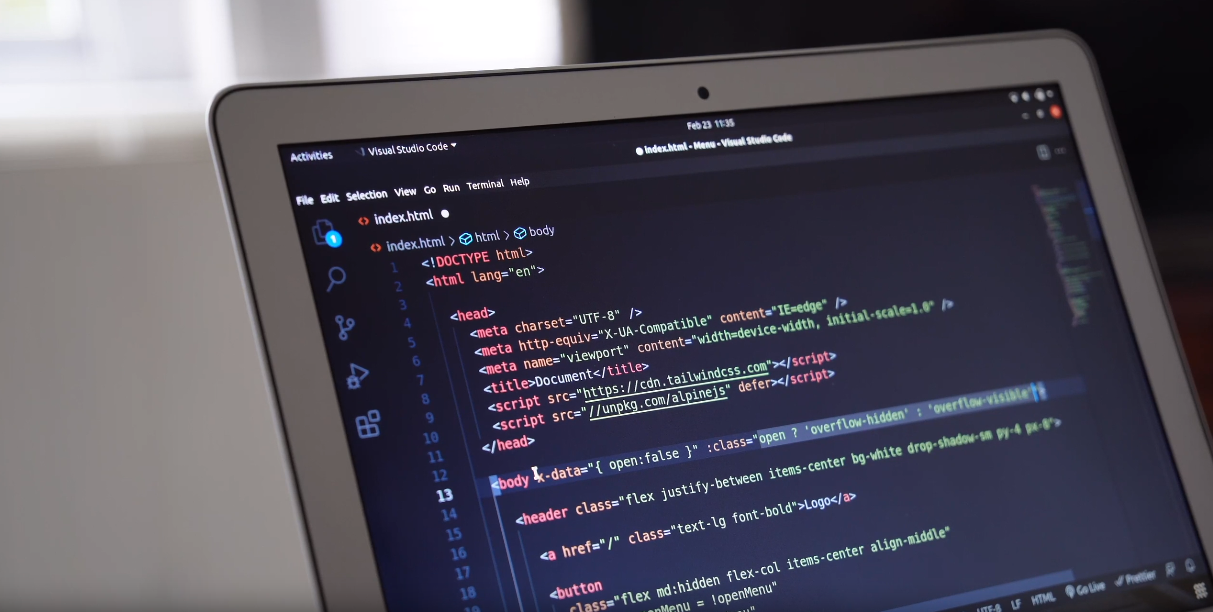 Feb 23 11:35
Activities Visual Studio Code
index.html - Menu - Visual Studio Code
File Edit Selection View Go Run Terminal Help
index.html
1
index.html > html > body
1 <!DOCTYPE html>
2 <html lang="en">
3
4 <head>
5 <meta charset="UTF-8" />
6 <meta http-equiv="X-UA-Compatible" content="IE=edge" />
7 <meta name="viewport" content="width=device-width, initial-scale=1.0" />
8 <title>Document</title>
9 <script src="https://cdn.tailwindcss.com"></script>
10 <script src="//unpkg.com/alpinejs" defer></script>
11 </head>
12
13 <body x-data="{ open:false }" :class="open ? 'overflow-hidden' : 'overflow-visible'
14
15 <header class="flex justify-between items-center bg-white drop-shadow-sm py-4 px-8">
16
17 <a href="/" class="text-lg font-bold">Logo</a>
18
<button
class="flex md:hidden flex-col items-center align-middle"
openMenu = !openMenu"
UTF-8 LF HTML Go Live Prettier